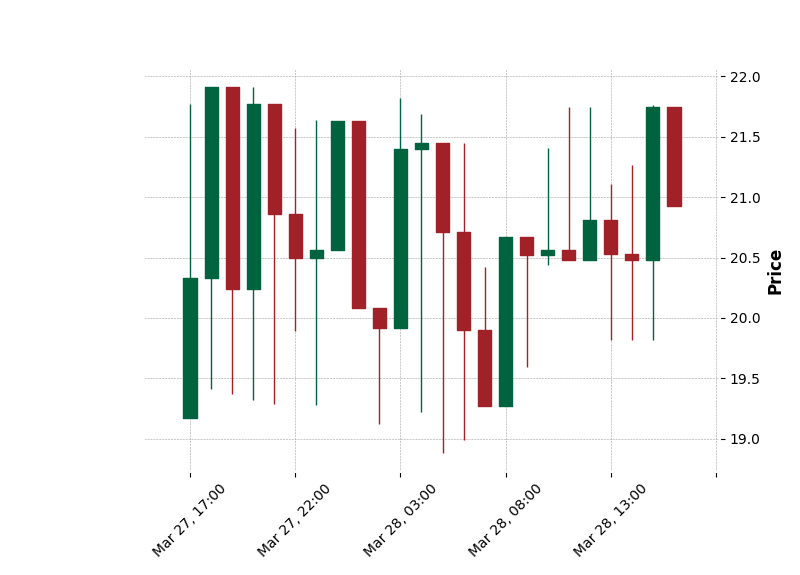 22.0
21.5
21.0
20.5
20.0
19.5
19.0
Price
Mar 27, 17:00
Mar 27, 22:00
Mar 28, 03:00
Mar 28, 08:00
Mar 28, 13:00